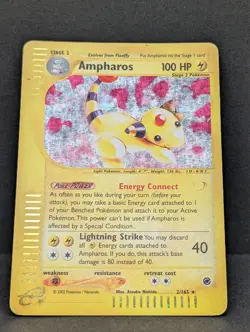 STAGE 2
Evolves from Flaaffy
Put Ampharos on the Stage 1 card
Ampharos
100 HP
Stage 2 Pokémon
Light Pokémon. Length: 4' 7", Weight: 136 lbs.
Poké-POWER
Energy Connect
As often as you like during your turn (before your
attack), you may take a basic Energy card attached to 1
of your Benched Pokémon and attach it to your Active
Pokémon. This power can't be used if Ampharos is
affected by a Special Condition.
Lightning Strike You may discard
all Energy cards attached to
Ampharos. If you do, this attack's
base damage is 80 instead of 40.
40
weakness
resistance
retreat cost
© 2002 Pokémon / Nintendo.
Illus. Atsuko Nishida
2/165 ★